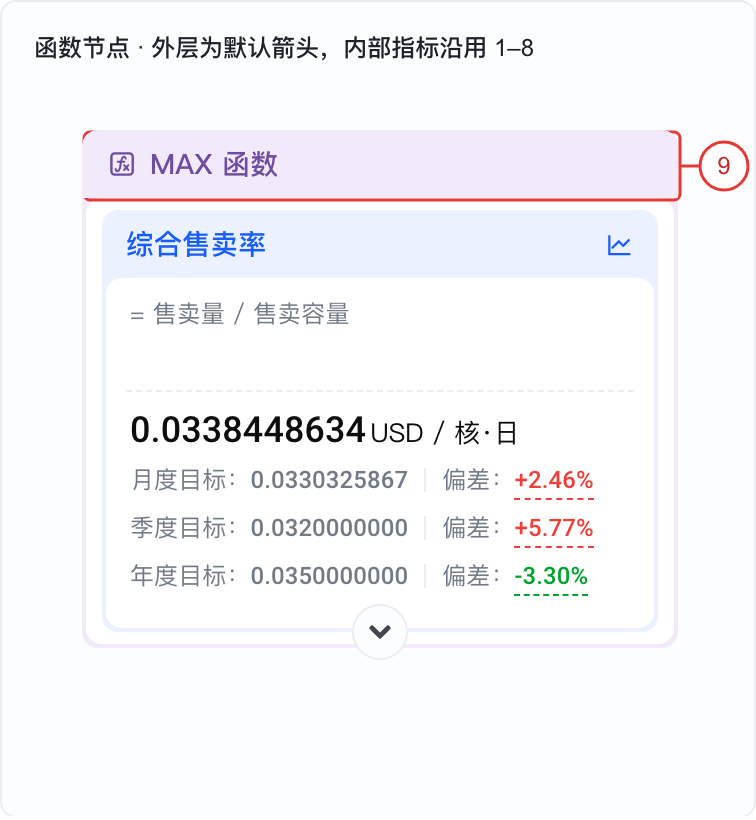 函数节点 · 外层为默认箭头，内部指标沿用 1–8
MAX 函数
9
综合售卖率
= 售卖量 / 售卖容量
0.0338448634 USD / 核·日
月度目标：0.0330325867 偏差：+2.46%
季度目标：0.0320000000 偏差：+5.77%
年度目标：0.0350000000 偏差：-3.30%